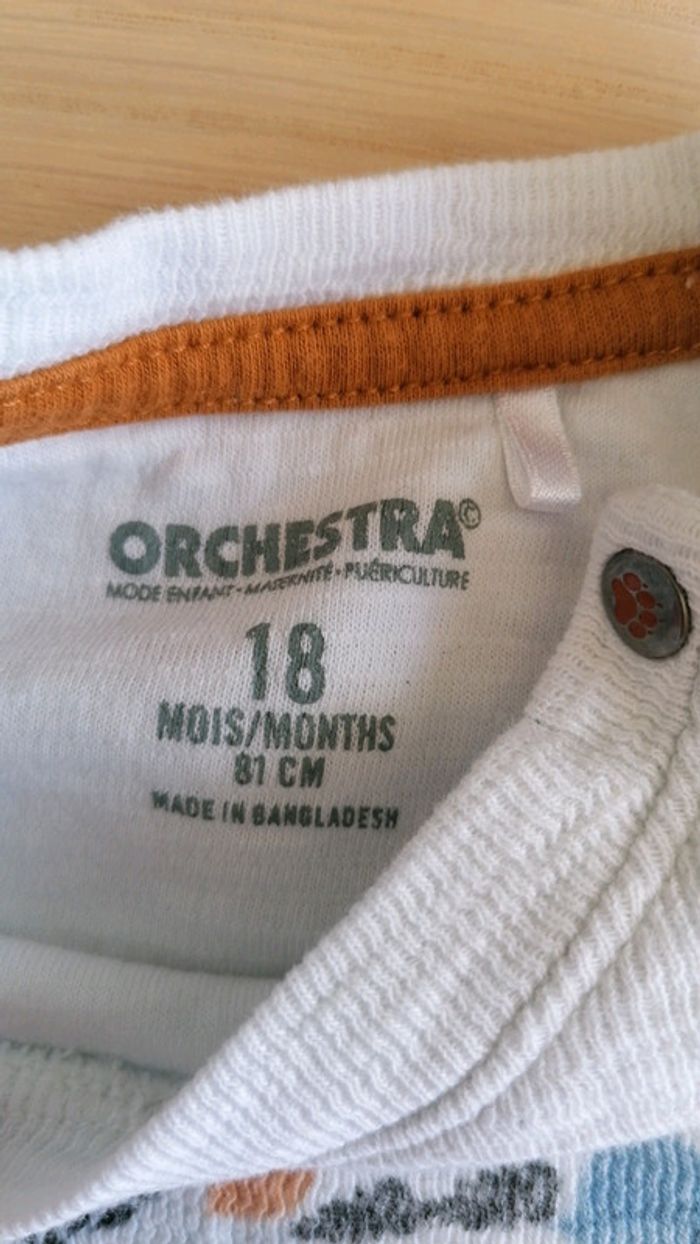 ORCHESTRA©
MODE ENFANT • MATERNITÉ • PUÉRICULTURE
18
MOIS/MONTHS
81 CM
MADE IN BANGLADESH